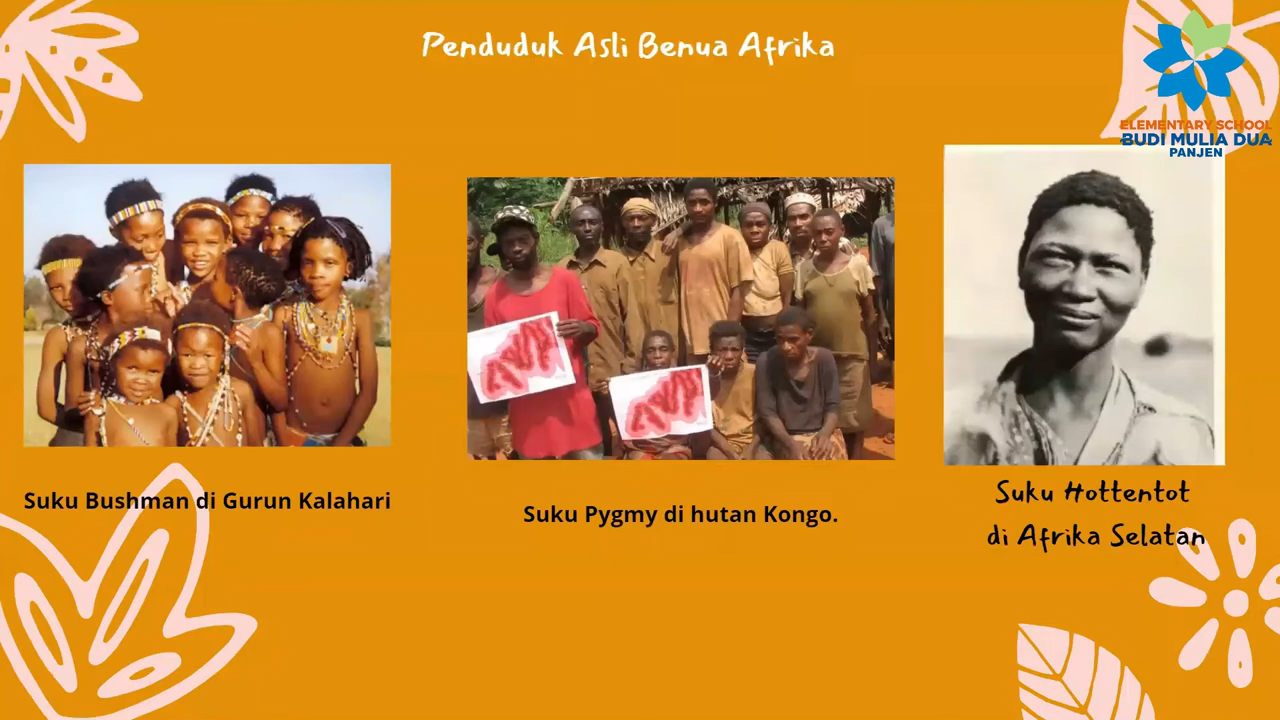 Penduduk Asli Benua Afrika
ELEMENTARY SCHOOL
BUDI MULIA DUA
PANJEN
Suku Bushman di Gurun Kalahari
Suku Pygmy di hutan Kongo.
Suku Hottentot
di Afrika Selatan